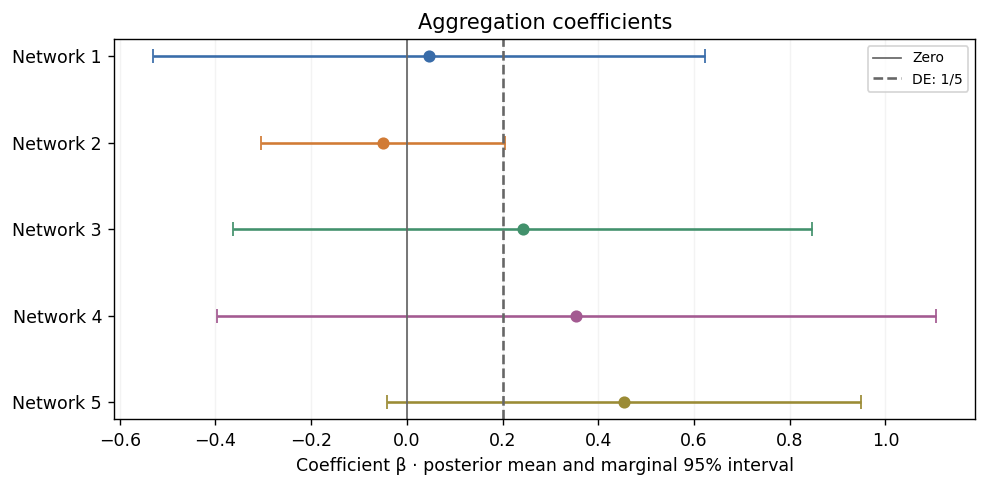 Aggregation coefficients
Network 1
Network 2
Network 3
Network 4
Network 5
Zero
DE: 1/5
−0.6 −0.4 −0.2 0.0 0.2 0.4 0.6 0.8 1.0
Coefficient β · posterior mean and marginal 95% interval